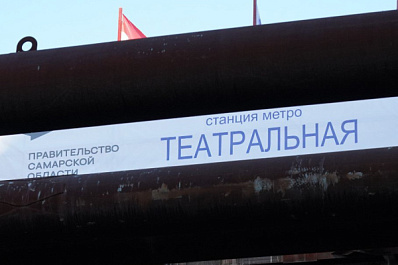 станция метро
ТЕАТРАЛЬНАЯ
ПРАВИТЕЛЬСТВО
САМАРСКОЙ
ОБЛАСТИ